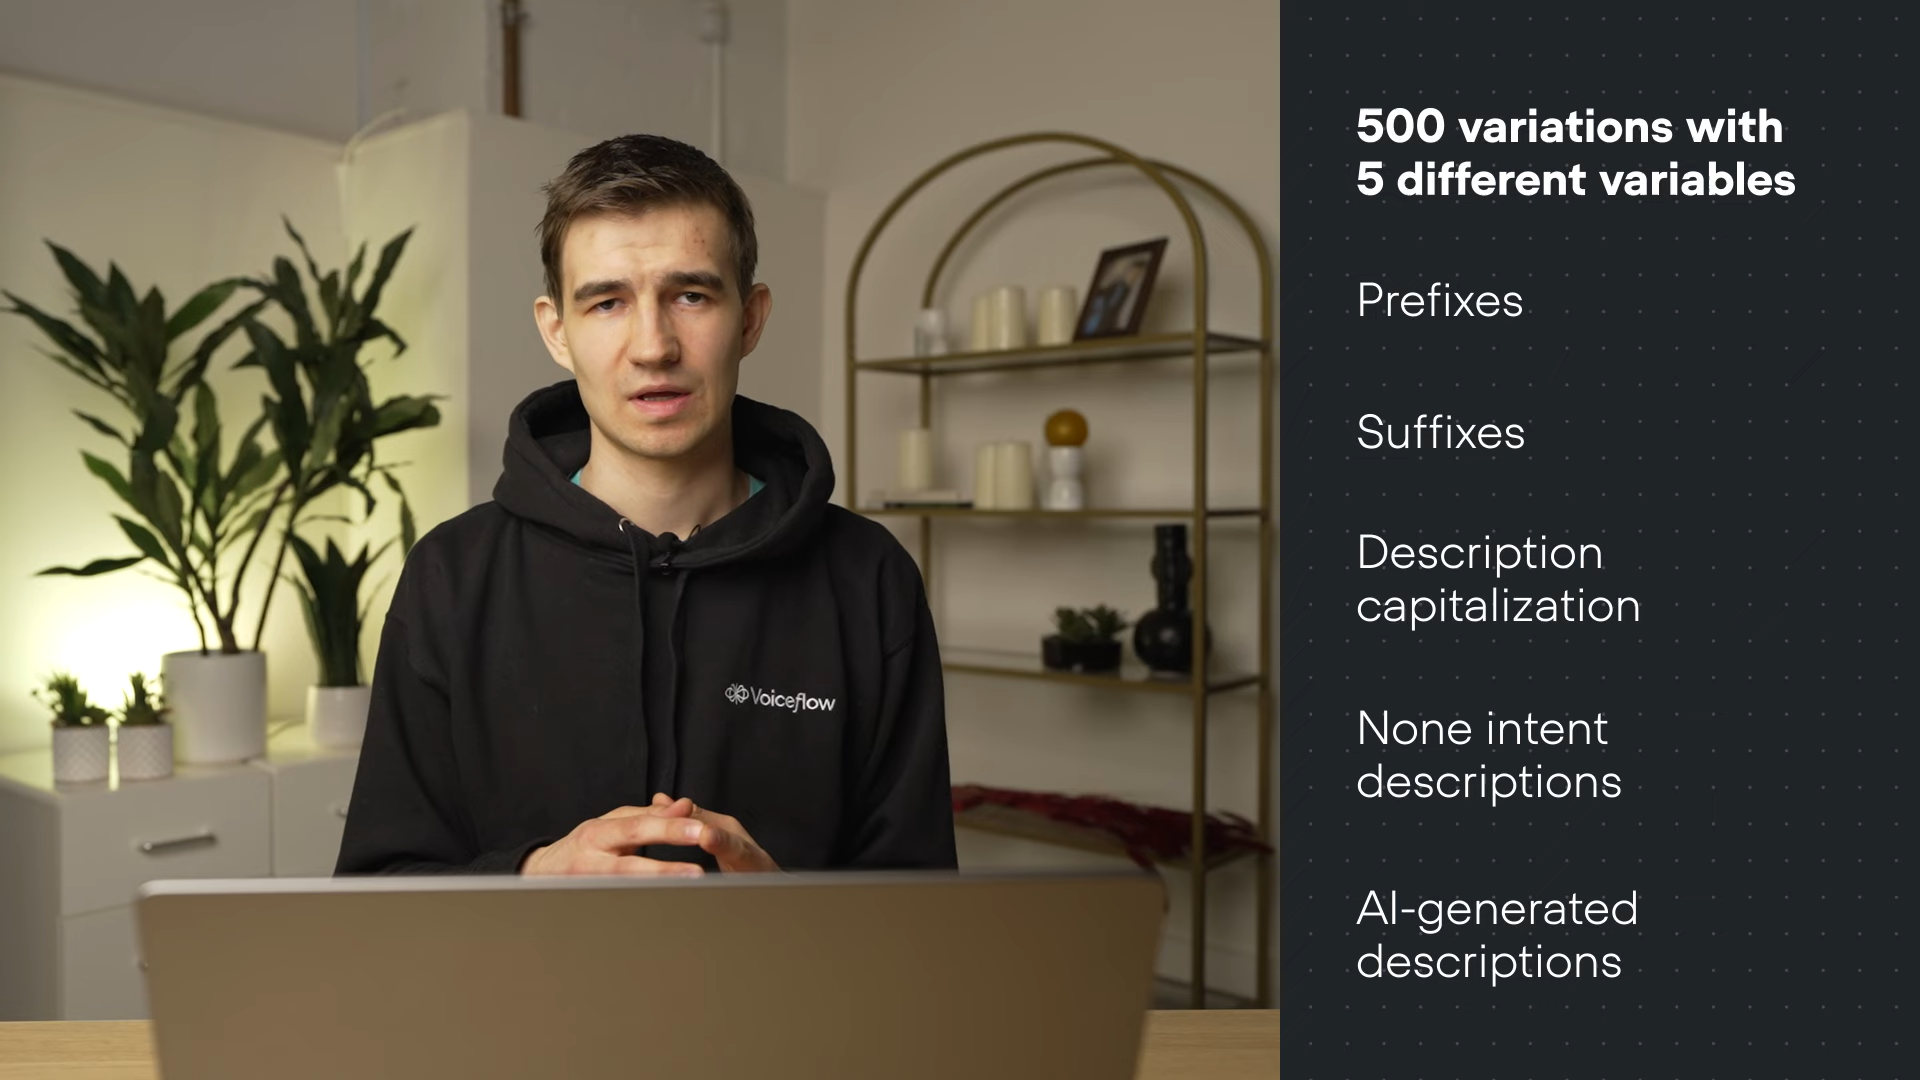 Voiceflow
500 variations with
5 different variables
Prefixes
Suffixes
Description
capitalization
None intent
descriptions
AI-generated
descriptions